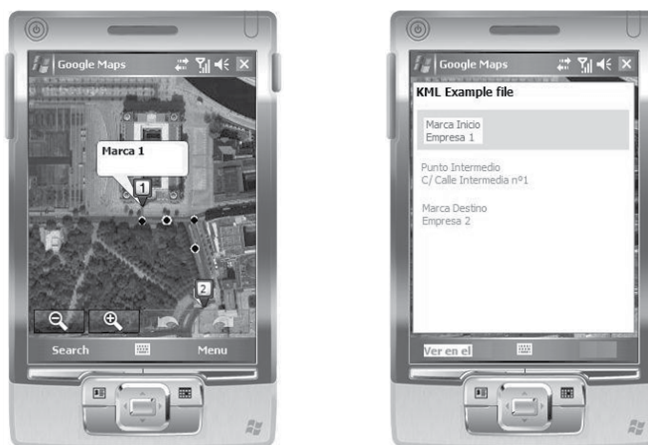 Google Maps
Marca 1
1
2
Search
Menu
Google Maps
KML Example file
Marca Inicio
Empresa 1
Punto Intermedio
C/ Calle Intermedia nº1
Marca Destino
Empresa 2
Ver en el